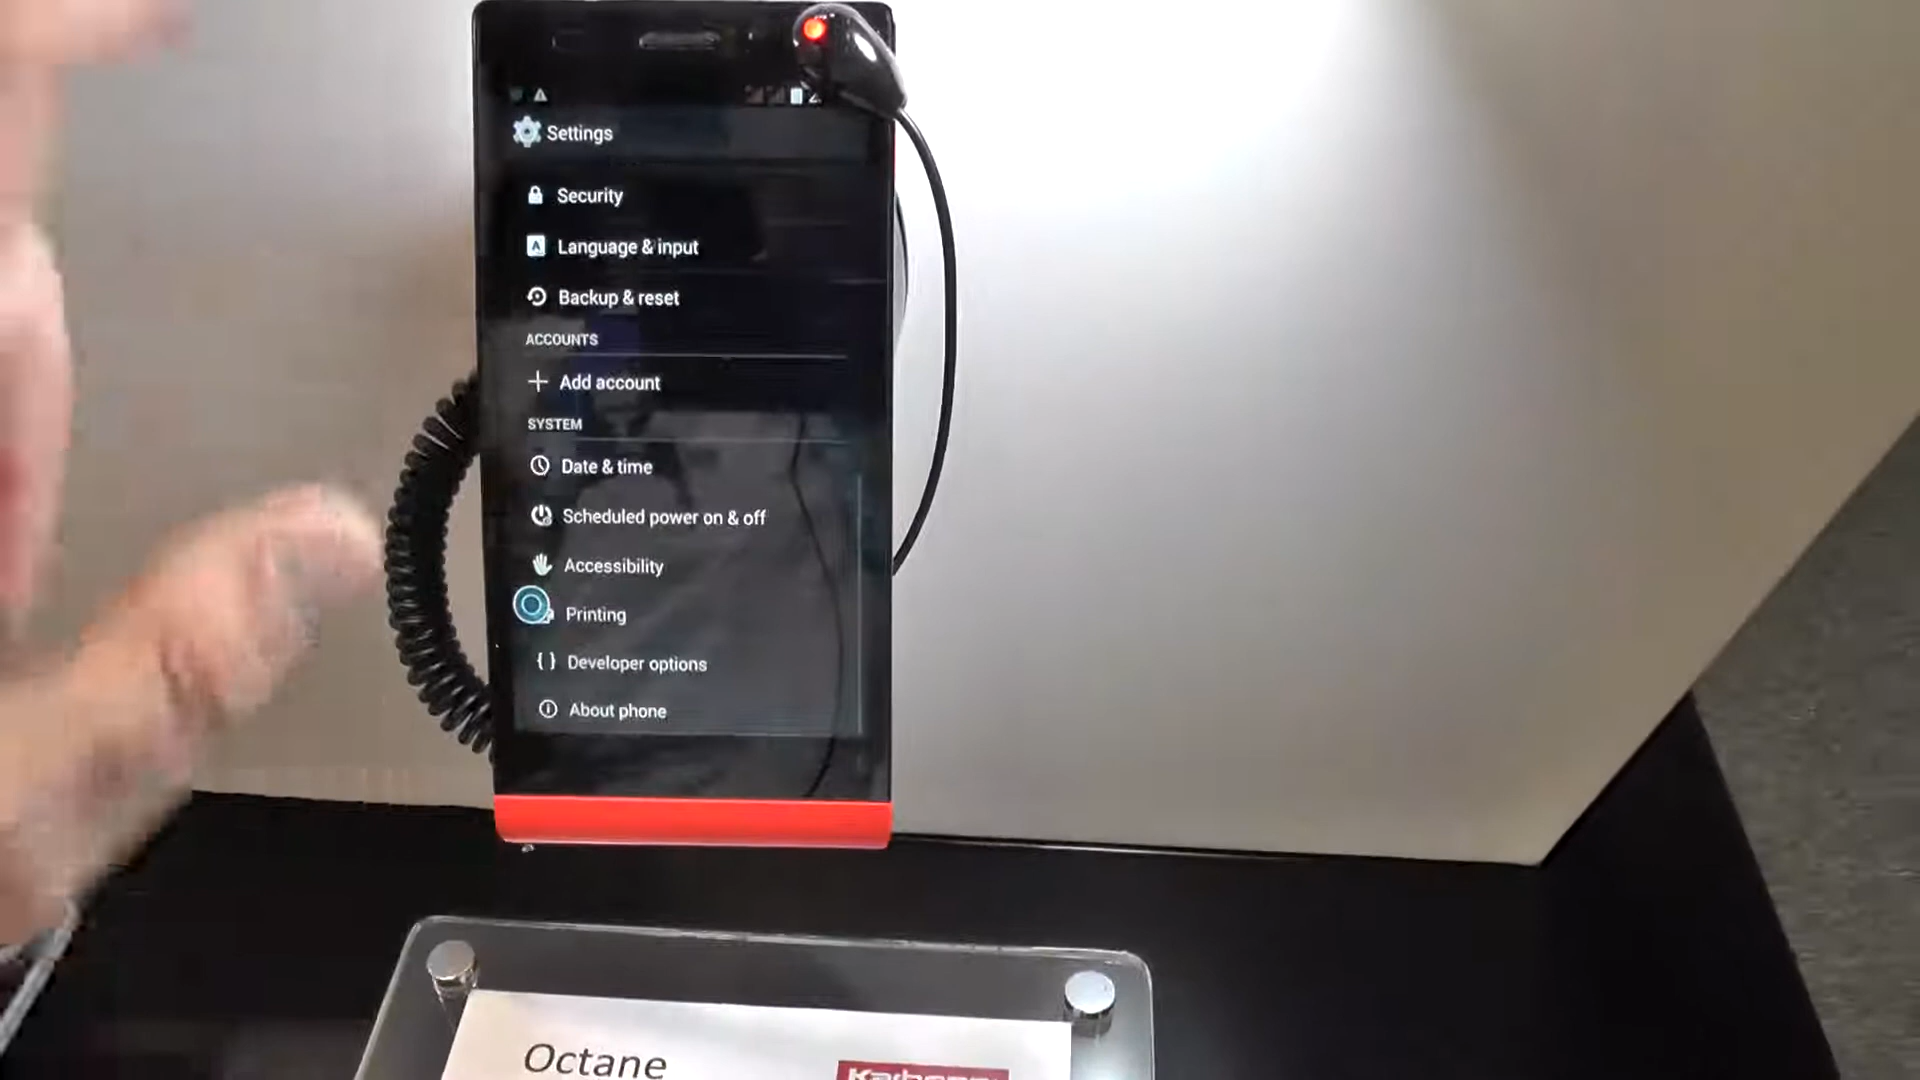 Settings
Security
Language & input
Backup & reset
ACCOUNTS
Add account
SYSTEM
Date & time
Scheduled power on & off
Accessibility
Printing
Developer options
About phone
Octane